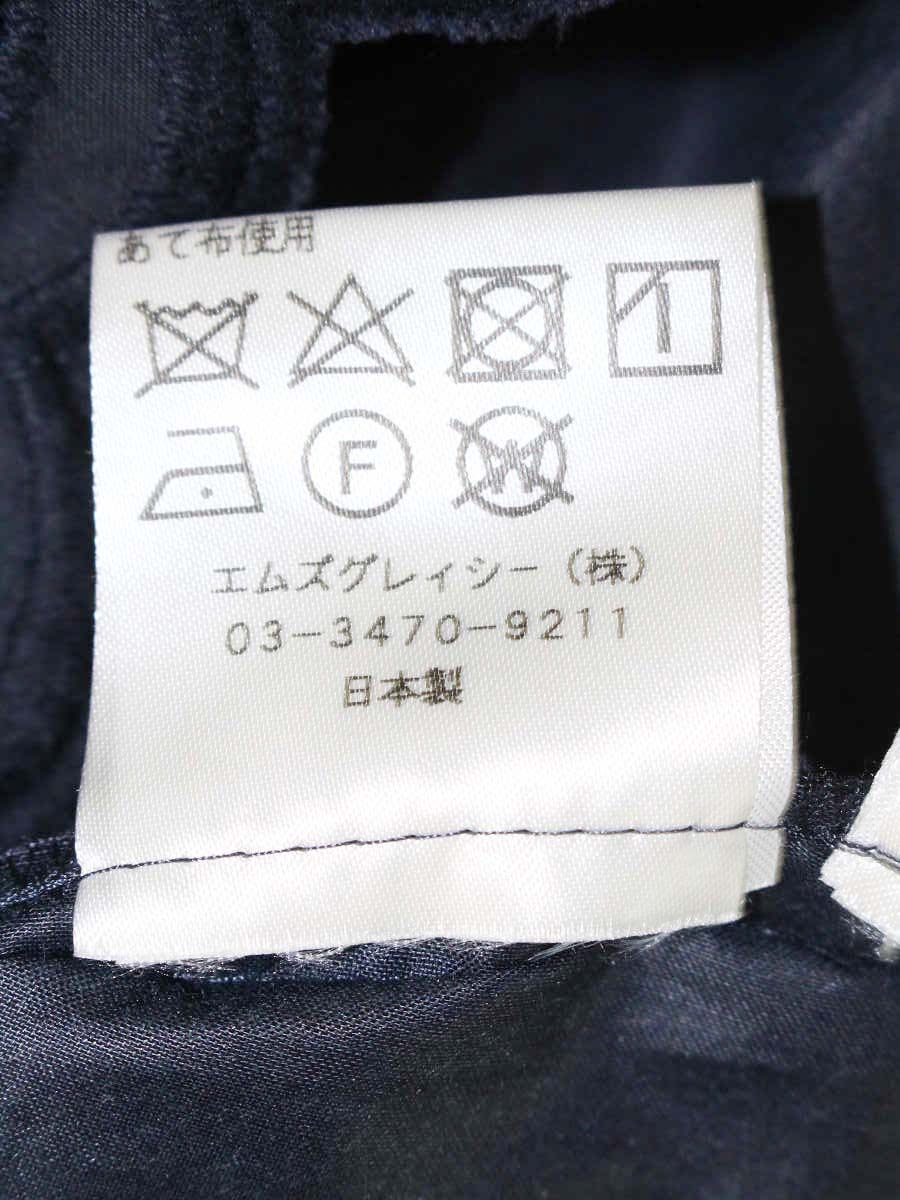 あて布使用
F
W
エムズグレィシー（株）
03-3470-9211
日本製